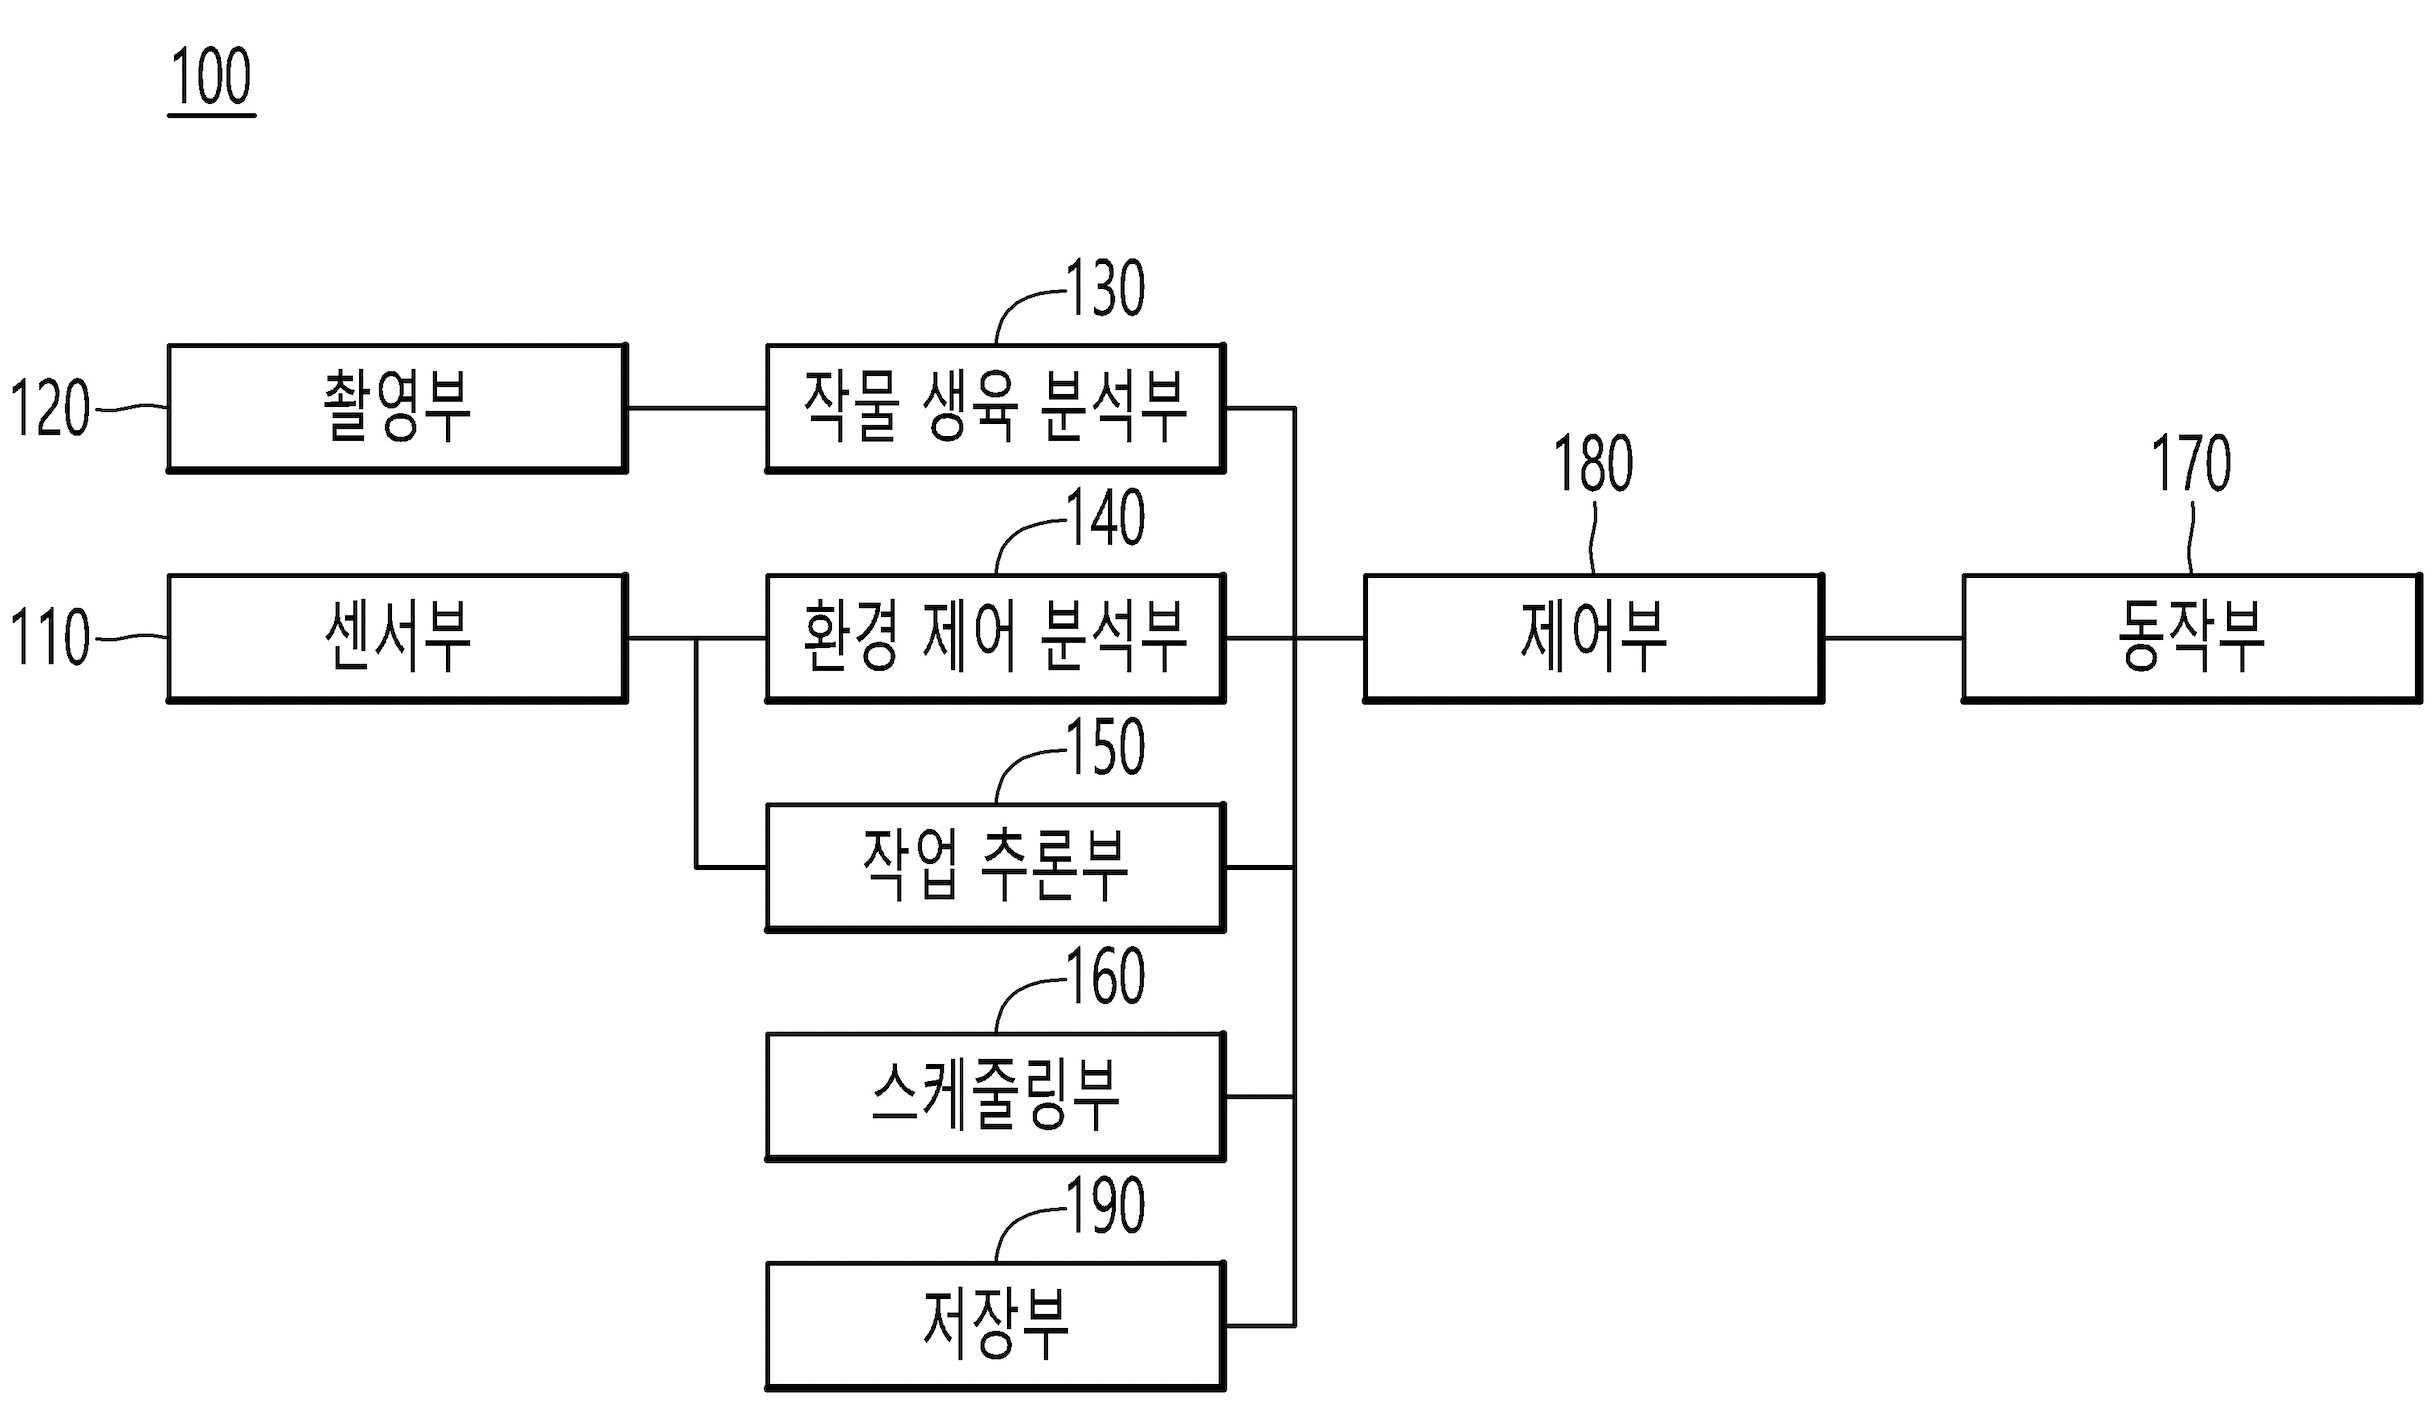 100
130
120
촬영부
작물 생육 분석부
140
180
170
110
센서부
환경 제어 분석부
제어부
동작부
150
작업 추론부
160
스케줄링부
190
저장부